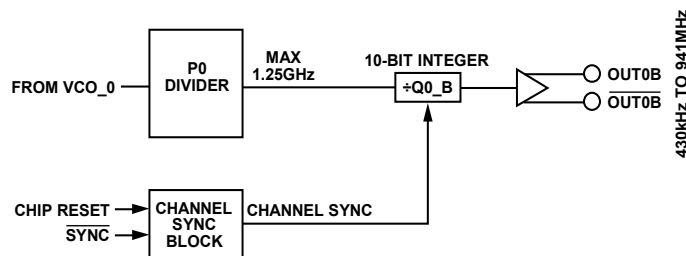 P0
DIVIDER
FROM VCO_0
MAX
1.25GHz
10-BIT INTEGER
÷Q0_B
OUT0B
OUT0B
430kHz TO 941MHz
CHIP RESET
SYNC
CHANNEL
SYNC
BLOCK
CHANNEL SYNC